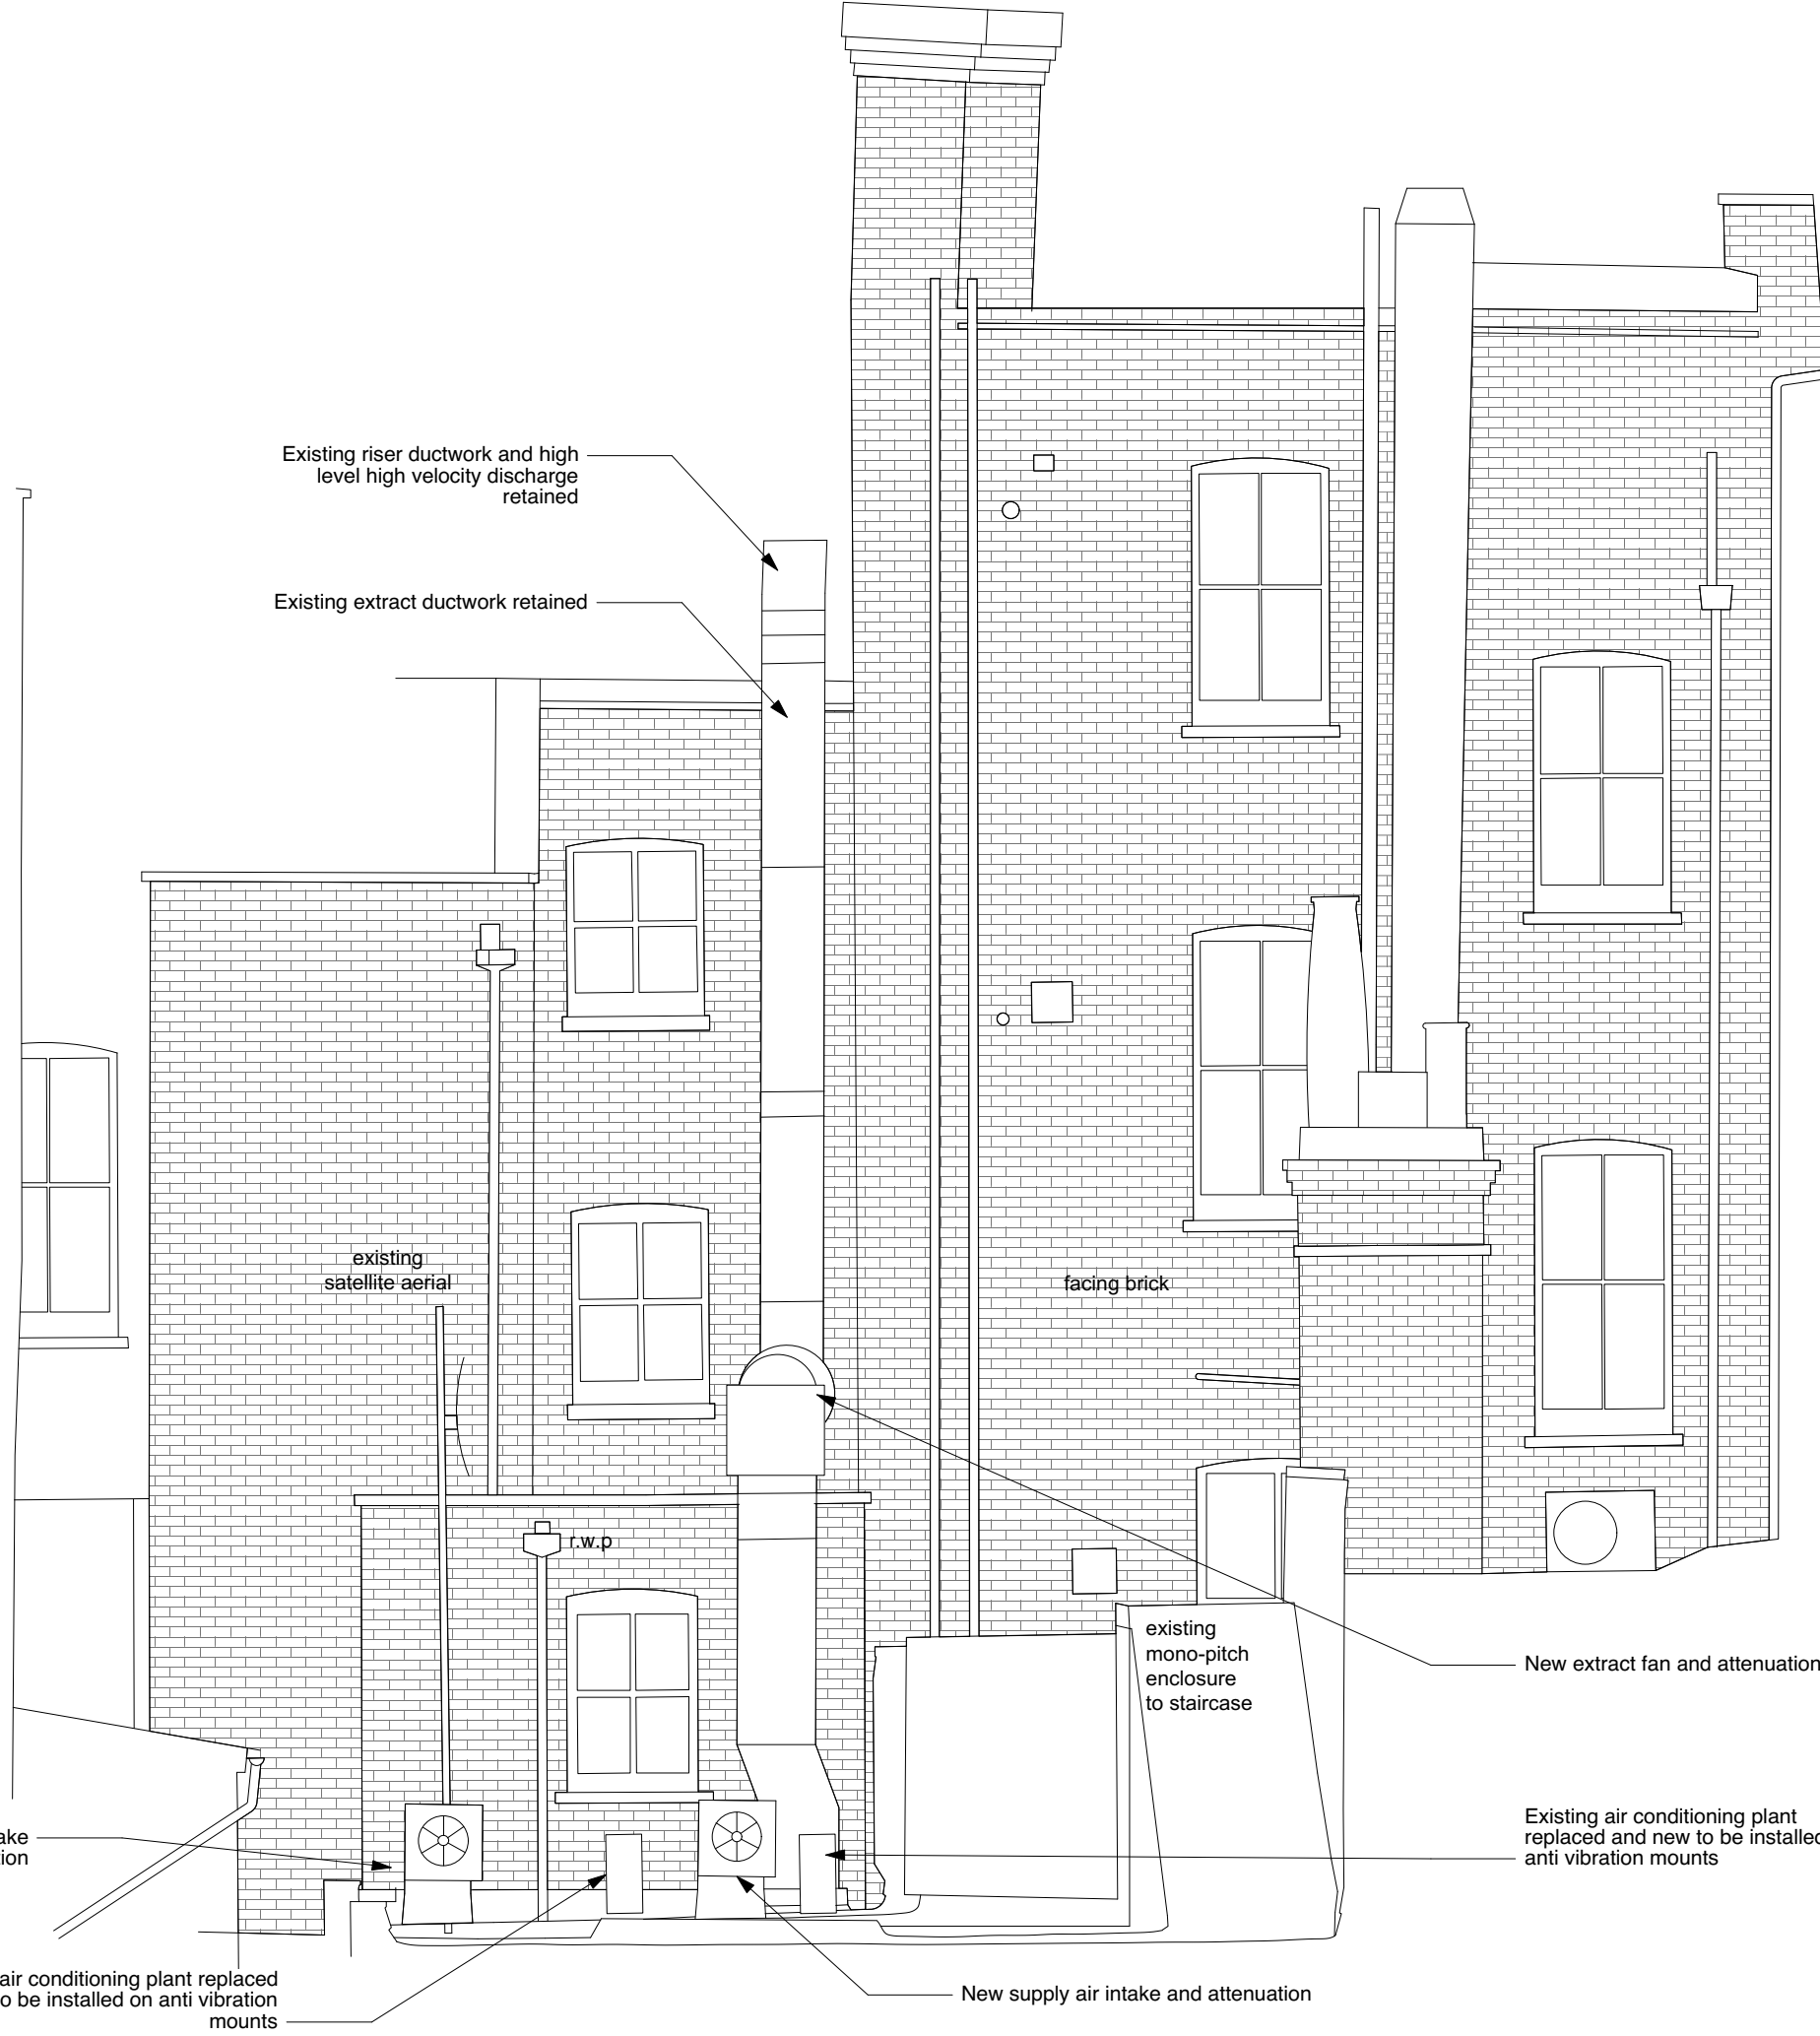 Existing riser ductwork and high
level high velocity discharge
retained
Existing extract ductwork retained
existing
satellite aerial
facing brick
r.w.p
existing
mono-pitch
enclosure
to staircase
New extract fan and attenuation
Existing air conditioning plant
replaced and new to be installed
anti vibration mounts
air conditioning plant replaced
to be installed on anti vibration
mounts
New supply air intake and attenuation